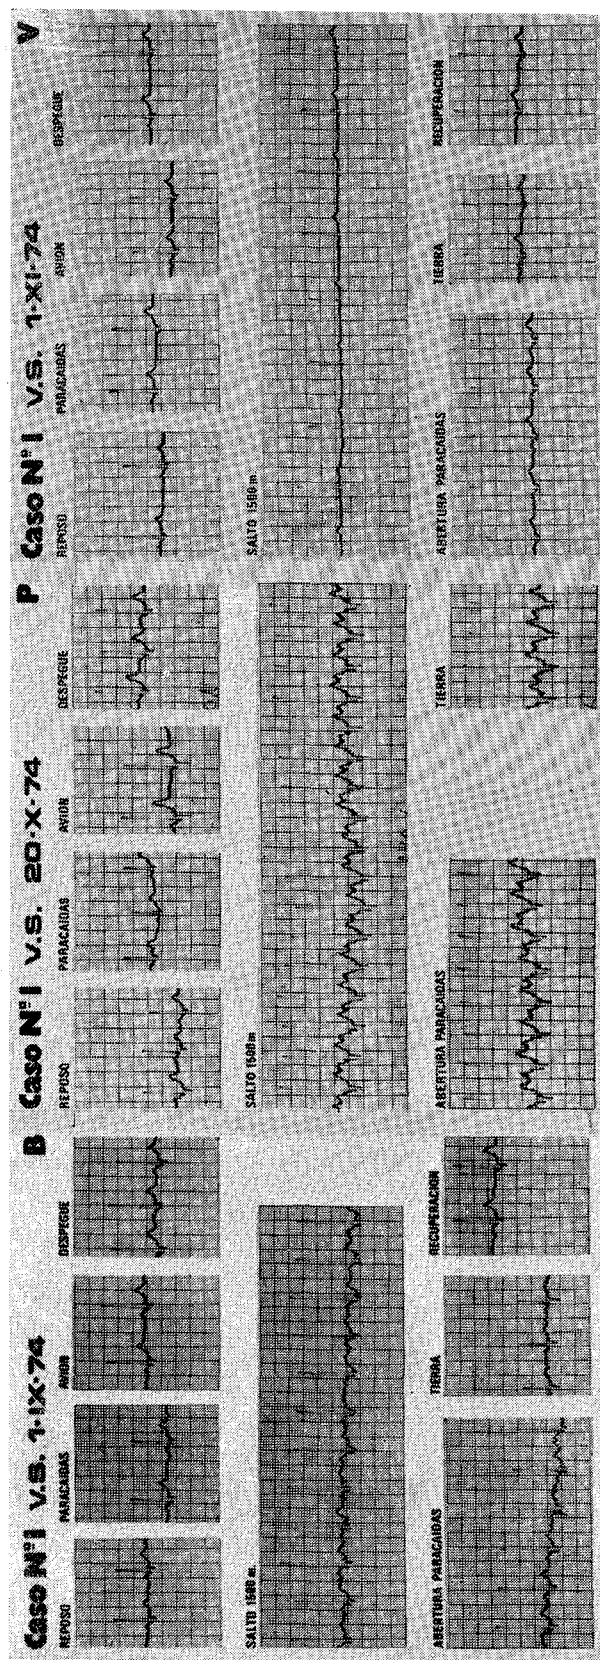 Caso Nº1 V.S. 1-IX-74 B
REPOSO PARACAIDAS AVION DESPEGUE
SALTO 1500 m.
ABERTURA PARACAIDAS TIERRA RECUPERACION
Caso Nº1 V.S. 20-X-74 P
REPOSO PARACAIDAS AVION DESPEGUE
SALTO 1500m
ABERTURA PARACAIDAS TIERRA
Caso Nº1 V.S. 1-XI-74 V
REPOSO PARACAIDAS AVION DESPEGUE
SALTO 1500 m
ABERTURA PARACAIDAS TIERRA RECUPERACION